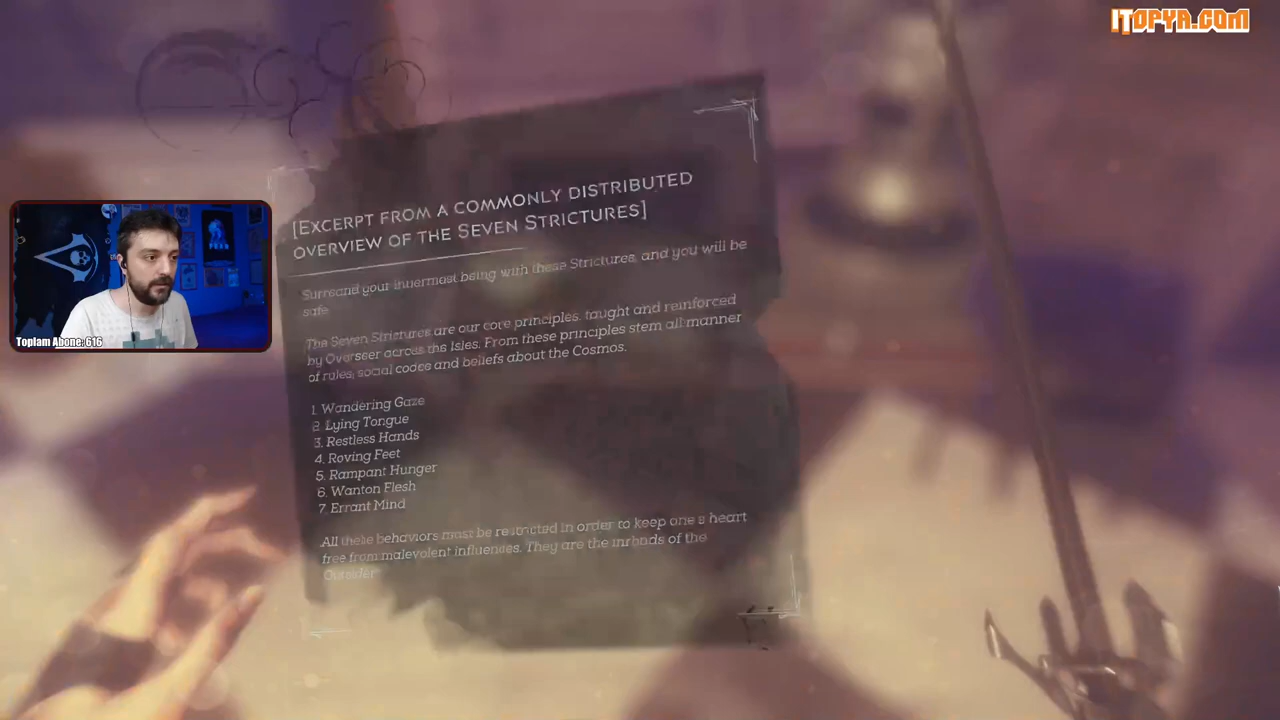 ITOPYA.COM
[EXCERPT FROM A COMMONLY DISTRIBUTED
OVERVIEW OF THE SEVEN STRICTURES]
Surround your innermost being with these Strictures, and you will be
safe
The Seven Strictures are our core principles, taught and reinforced
by Overseer across the Isles. From these principles stem all manner
of rules, social codes and beliefs about the Cosmos.
1. Wandering Gaze
2. Lying Tongue
3. Restless Hands
4. Roving Feet
5. Rampant Hunger
6. Wanton Flesh
7. Errant Mind
All these behaviors must be restricted in order to keep one's heart
free from malevolent influences. They are the inroads of the
Outsider
Toplam Abone: 616